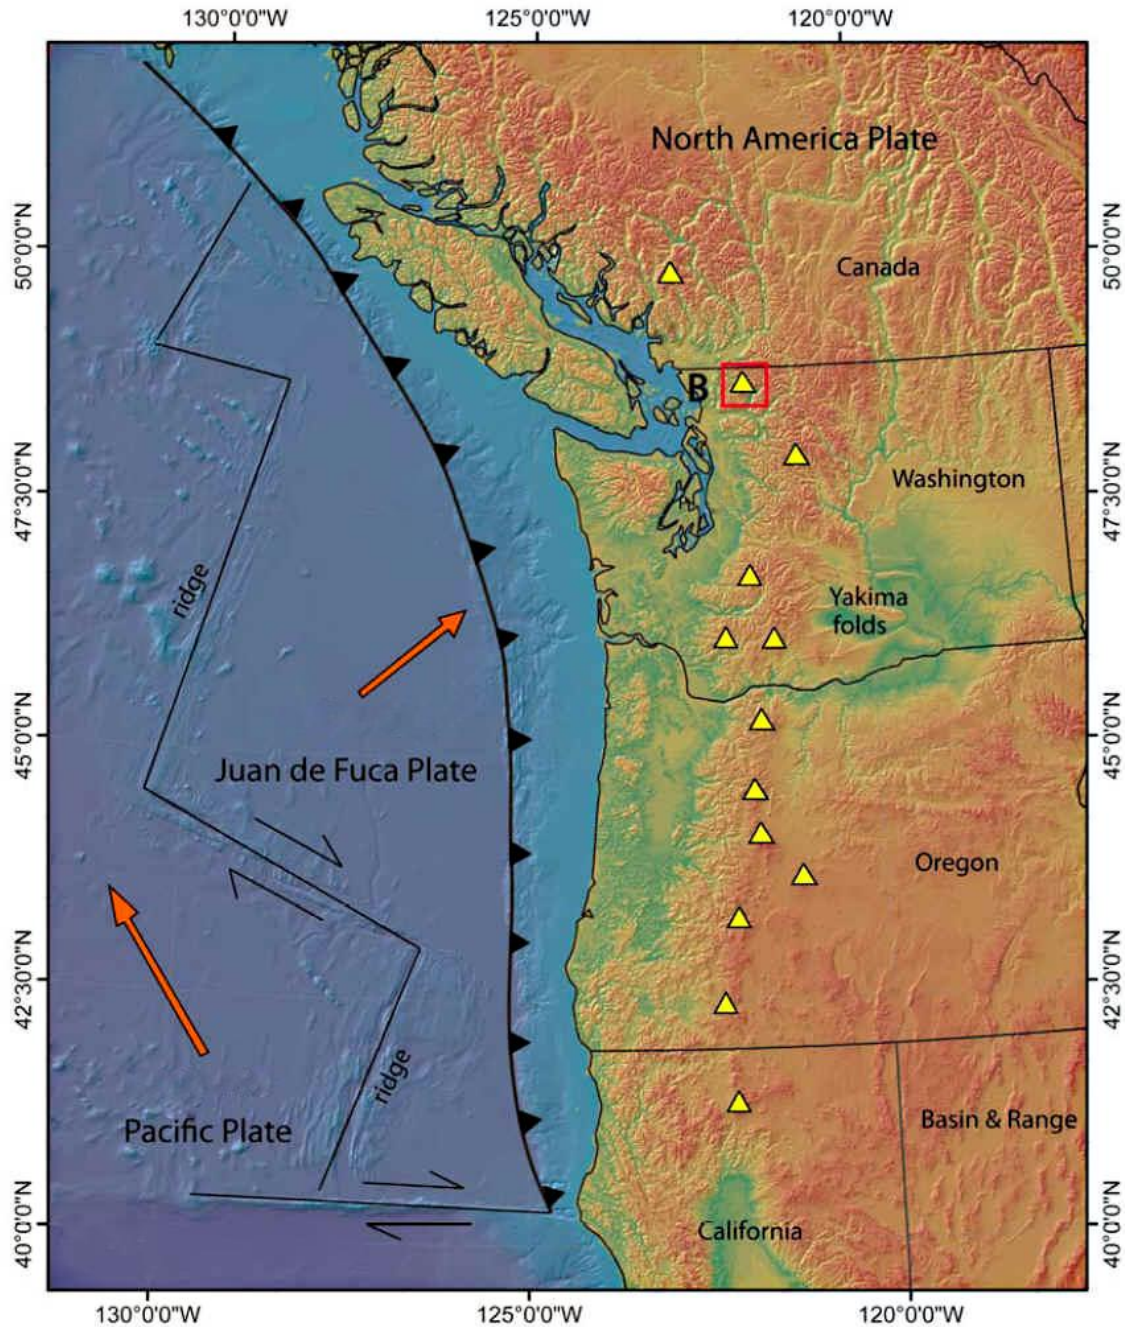 130°0'0"W 125°0'0"W 120°0'0"W
North America Plate
50°0'0"N
50°0'0"N
Canada
B
Washington
47°30'0"N
47°30'0"N
ridge
Yakima
folds
45°0'0"N
45°0'0"N
Juan de Fuca Plate
Oregon
42°30'0"N
42°30'0"N
ridge
Pacific Plate
Basin & Range
40°0'0"N
40°0'0"N
California
130°0'0"W 125°0'0"W 120°0'0"W